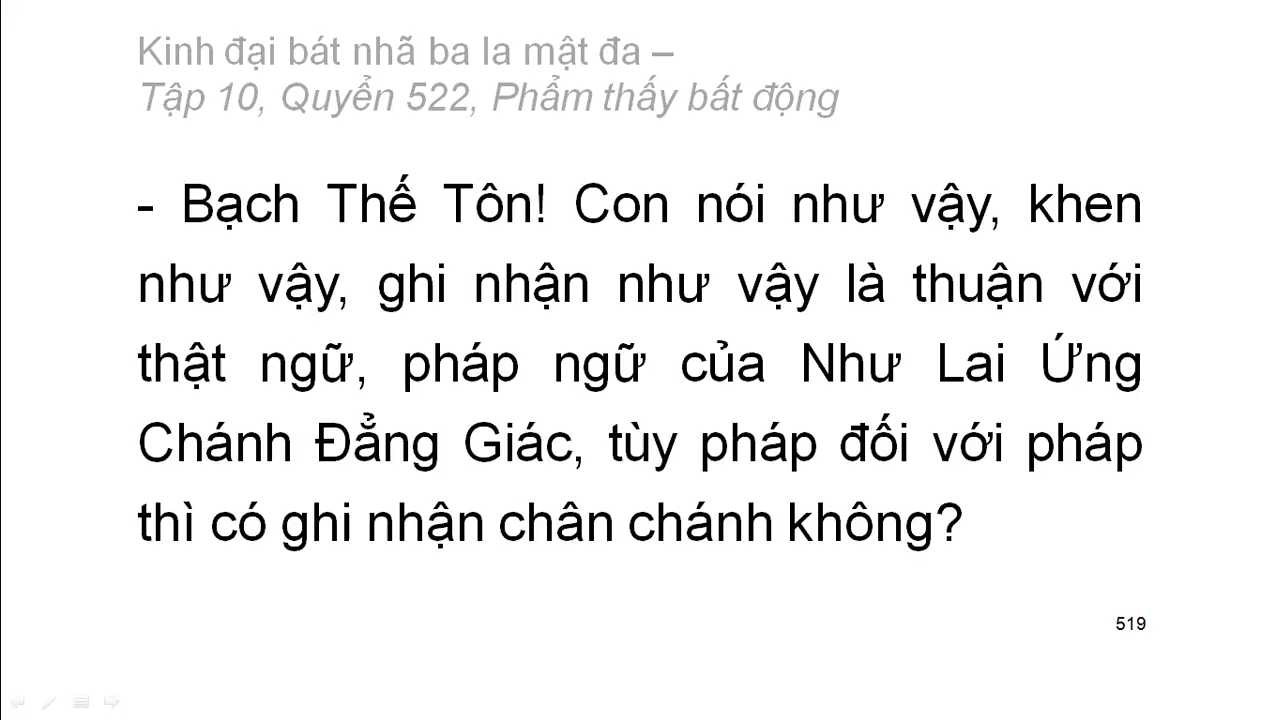 Kinh đại bát nhã ba la mật đa –
Tập 10, Quyển 522, Phẩm thấy bất động
- Bạch Thế Tôn! Con nói như vậy, khen
như vậy, ghi nhận như vậy là thuận với
thật ngữ, pháp ngữ của Như Lai Ứng
Chánh Đẳng Giác, tùy pháp đối với pháp
thì có ghi nhận chân chánh không?
519